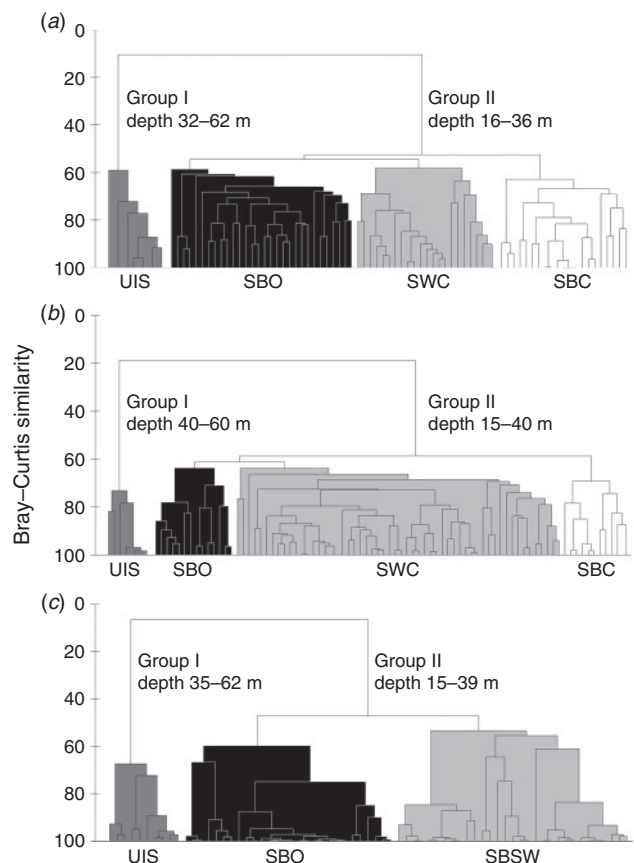 (a)
0
20
40
60
80
100
Group I
depth 32–62 m
Group II
depth 16–36 m
UIS SBO SWC SBC
(b)
0
20
40
60
80
100
Group I
depth 40–60 m
Group II
depth 15–40 m
UIS SBO SWC SBC
Bray–Curtis similarity
(c)
0
20
40
60
80
100
Group I
depth 35–62 m
Group II
depth 15–39 m
UIS SBO SBSW